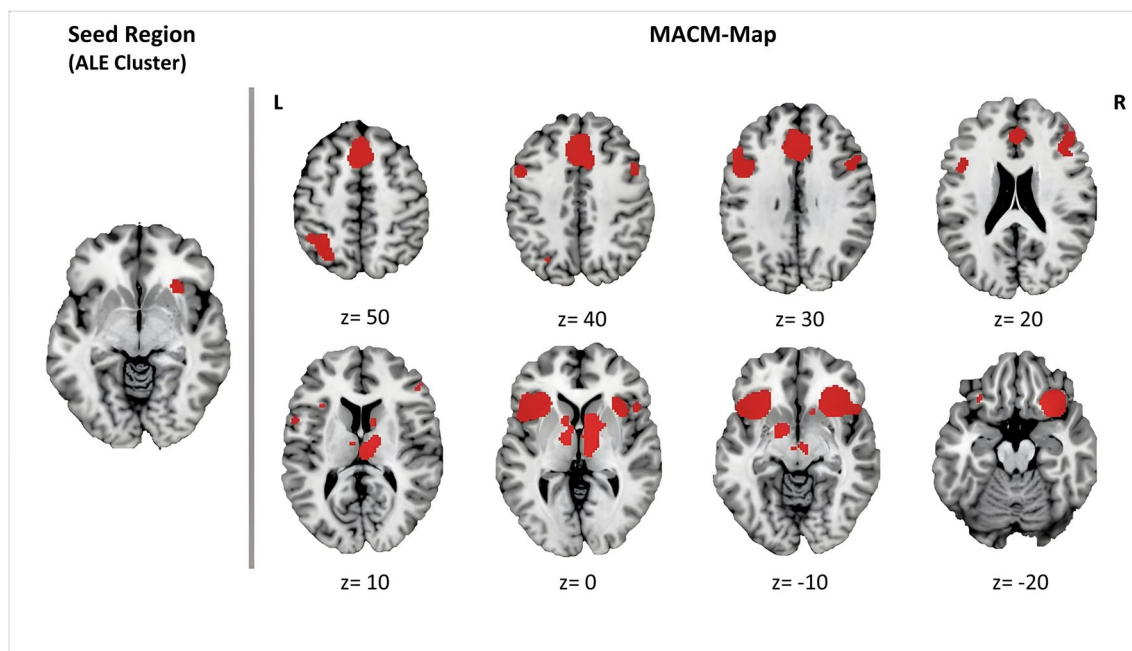 Seed Region
(ALE Cluster)
MACM-Map
L
R
z= 50
z= 40
z= 30
z= 20
z= 10
z= 0
z= -10
z= -20